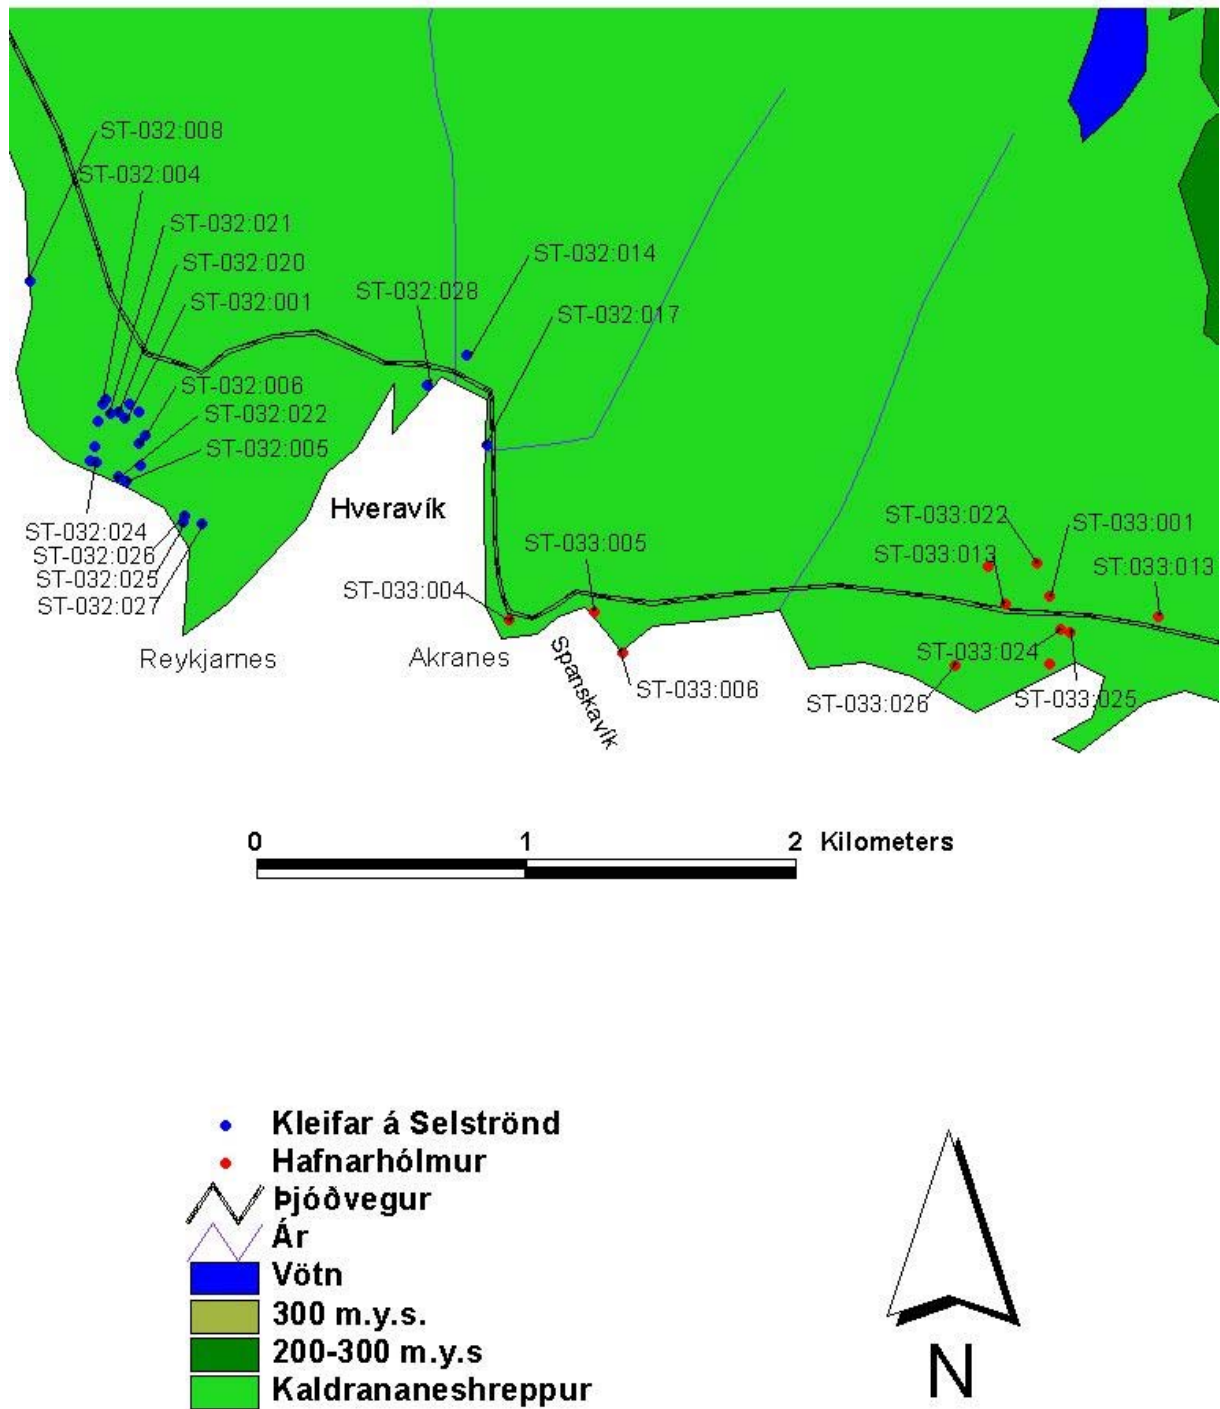 ST-032:008
ST-032:004
ST-032:021
ST-032:020
ST-032:001
ST-032:014
ST-032:028
ST-032:017
ST-032:006
ST-032:022
ST-032:005
Hveravík
ST-032:024
ST-032:026
ST-032:025
ST-032:027
ST-033:005
ST-033:022
ST-033:001
ST-033:013
ST:033:013
ST-033:004
Reykjarnes
Akranes
Spanskavík
ST-033:006
ST-033:024
ST-033:026
ST-033:025
0 1 2 Kilometers
Kleifar á Selströnd
Hafnarhólmur
Þjóðvegur
Ár
Vötn
300 m.y.s.
200-300 m.y.s
Kaldrananeshreppur
N